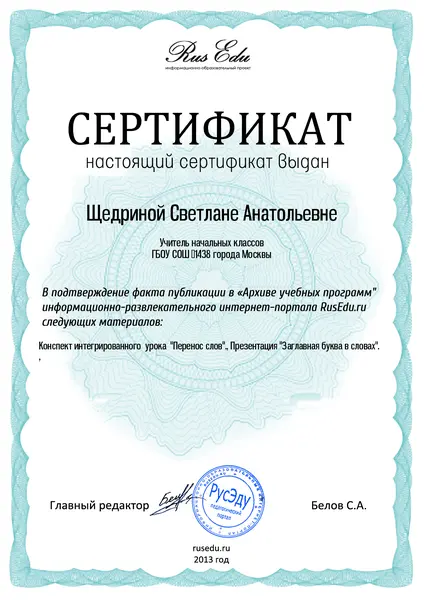 Rus Edu
информационно-образовательный проект
СЕРТИФИКАТ
настоящий сертификат выдан
Щедриной Светлане Анатольевне
Учитель начальных классов
ГБОУ СОШ □1438 города Москвы
В подтверждение факта публикации в «Архиве учебных программ"
информационно-развлекательного интернет-портала RusEdu.ru
следующих материалов:
Конспект интегрированного урока "Перенос слов"., Презентация "Заглавная буква в словах".
,
Главный редактор
РусЭду
педагогический
портал
Белов С.А.
rusedu.ru
2013 год